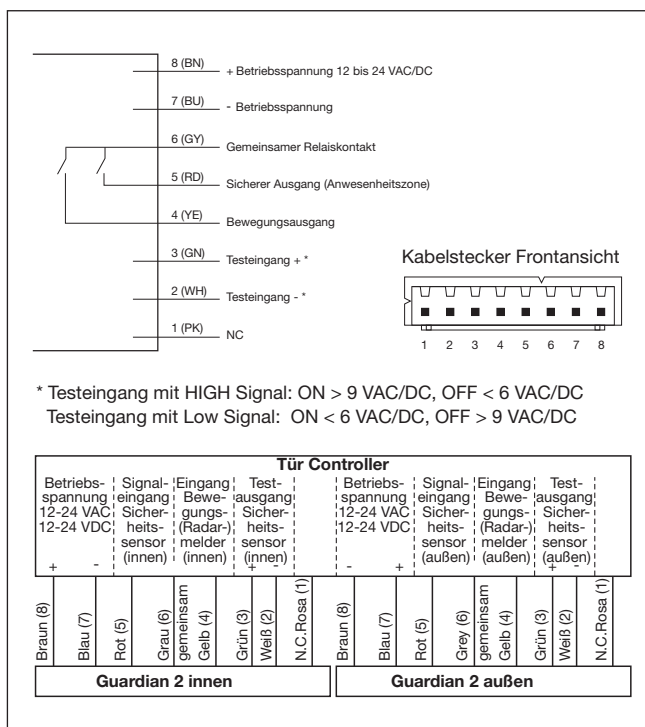 8 (BN)
+ Betriebsspannung 12 bis 24 VAC/DC
7 (BU)
- Betriebsspannung
6 (GY)
Gemeinsamer Relaiskontakt
5 (RD)
Sicherer Ausgang (Anwesenheitszone)
4 (YE)
Bewegungsausgang
3 (GN)
Testeingang + *
2 (WH)
Testeingang - *
1 (PK)
NC
Kabelstecker Frontansicht
1 2 3 4 5 6 7 8
* Testeingang mit HIGH Signal: ON > 9 VAC/DC, OFF < 6 VAC/DC
Testeingang mit Low Signal: ON < 6 VAC/DC, OFF > 9 VAC/DC
Tür Controller
Betriebs-
spannung
12-24 VAC
12-24 VDC
+ -
Signal-
eingang
Sicher-
heits-
sensor
(innen)
Eingang
Bewe-
gungs-
(Radar-)
melder
(innen)
Test-
ausgang
Sicher-
heits-
sensor
(innen)
+ -
Betriebs-
spannung
12-24 VAC
12-24 VDC
- +
Signal-
eingang
Sicher-
heits-
sensor
(außen)
Eingang
Bewe-
gungs-
(Radar-)
melder
(außen)
Test-
ausgang
Sicher-
heits-
sensor
(außen)
+ -
Braun (8)
Blau (7)
Rot (5)
Grau (6)
gemeinsam
Gelb (4)
Grün (3)
Weiß (2)
N.C.Rosa (1)
Braun (8)
Blau (7)
Rot (5)
Grey (6)
gemeinsam
Gelb (4)
Grün (3)
Weiß (2)
N.C.Rosa (1)
Guardian 2 innen
Guardian 2 außen